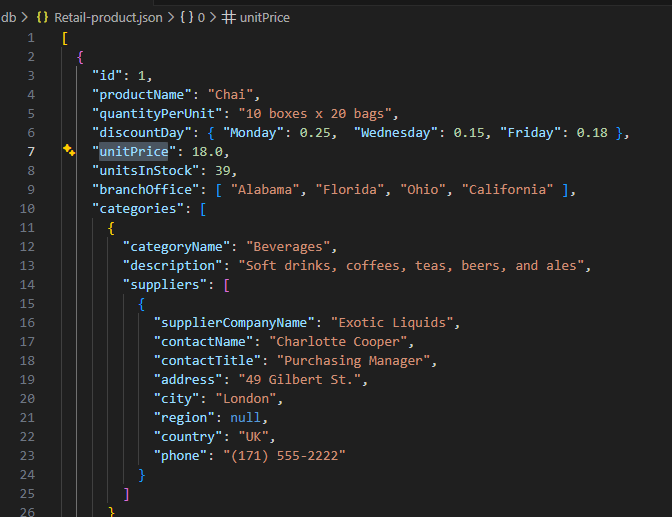 db > {} Retail-product.json > { } 0 > # unitPrice
1 [
2 {
3 "id": 1,
4 "productName": "Chai",
5 "quantityPerUnit": "10 boxes x 20 bags",
6 "discountDay": { "Monday": 0.25,  "Wednesday": 0.15, "Friday": 0.18 },
7 "unitPrice": 18.0,
8 "unitsInStock": 39,
9 "branchOffice": [ "Alabama", "Florida", "Ohio", "California" ],
10 "categories": [
11 {
12 "categoryName": "Beverages",
13 "description": "Soft drinks, coffees, teas, beers, and ales",
14 "suppliers": [
15 {
16 "supplierCompanyName": "Exotic Liquids",
17 "contactName": "Charlotte Cooper",
18 "contactTitle": "Purchasing Manager",
19 "address": "49 Gilbert St.",
20 "city": "London",
21 "region": null,
22 "country": "UK",
23 "phone": "(171) 555-2222"
24 }
25 ]
26 }